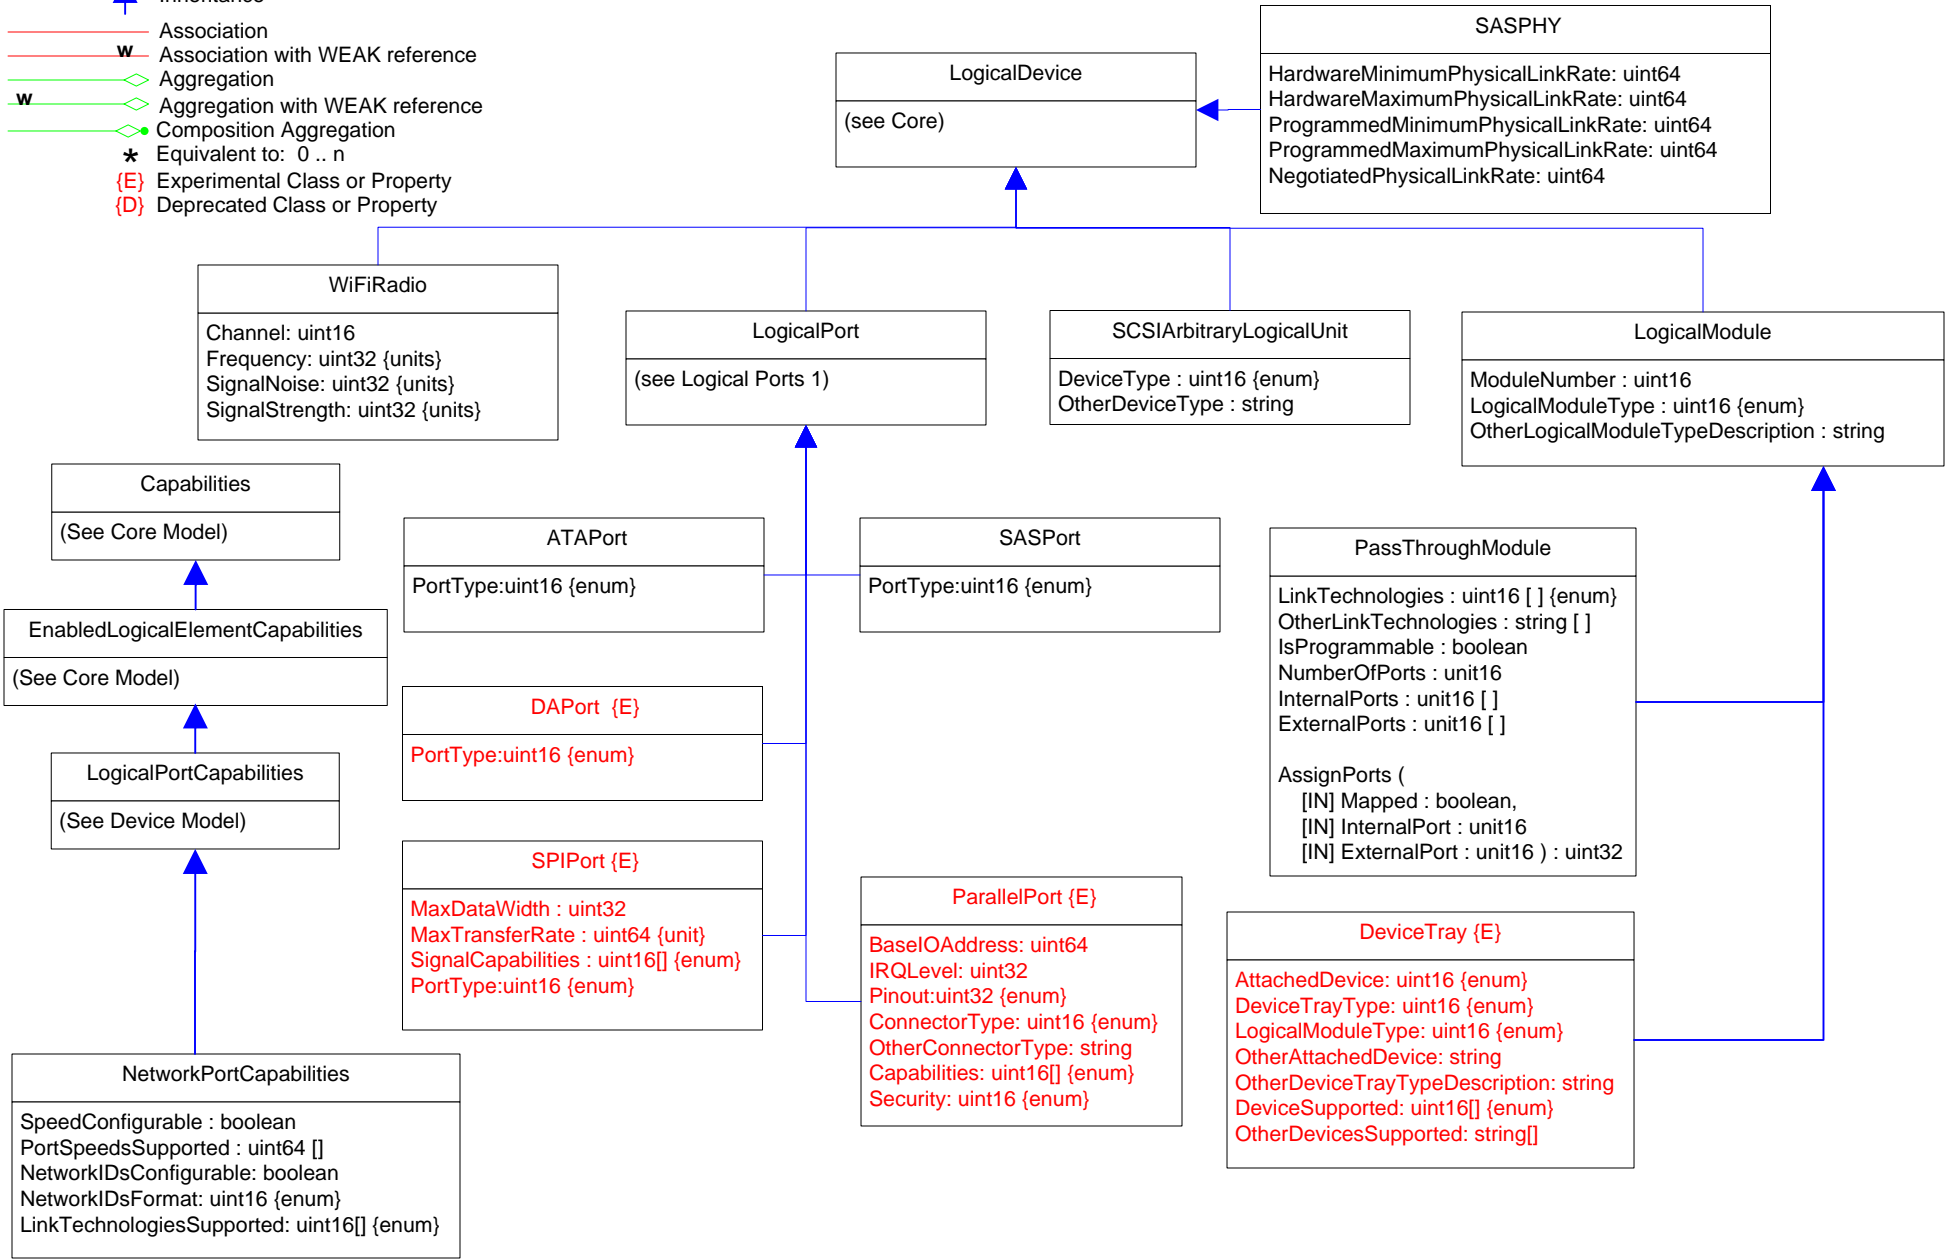 Inheritance
Association
w
Association with WEAK reference
Aggregation
w
Aggregation with WEAK reference
Composition Aggregation
* Equivalent to: 0 .. n
{E} Experimental Class or Property
{D} Deprecated Class or Property
LogicalDevice
(see Core)
SASPHY
HardwareMinimumPhysicalLinkRate: uint64
HardwareMaximumPhysicalLinkRate: uint64
ProgrammedMinimumPhysicalLinkRate: uint64
ProgrammedMaximumPhysicalLinkRate: uint64
NegotiatedPhysicalLinkRate: uint64
WiFiRadio
Channel: uint16
Frequency: uint32 {units}
SignalNoise: uint32 {units}
SignalStrength: uint32 {units}
LogicalPort
(see Logical Ports 1)
SCSIArbitraryLogicalUnit
DeviceType : uint16 {enum}
OtherDeviceType : string
LogicalModule
ModuleNumber : uint16
LogicalModuleType : uint16 {enum}
OtherLogicalModuleTypeDescription : string
Capabilities
(See Core Model)
EnabledLogicalElementCapabilities
(See Core Model)
LogicalPortCapabilities
(See Device Model)
NetworkPortCapabilities
SpeedConfigurable : boolean
PortSpeedsSupported : uint64 []
NetworkIDsConfigurable: boolean
NetworkIDsFormat: uint16 {enum}
LinkTechnologiesSupported: uint16[] {enum}
ATAPort
PortType:uint16 {enum}
SASPort
PortType:uint16 {enum}
DAPort {E}
PortType:uint16 {enum}
SPIPort {E}
MaxDataWidth : uint32
MaxTransferRate : uint64 {unit}
SignalCapabilities : uint16[] {enum}
PortType:uint16 {enum}
ParallelPort {E}
BaseIOAddress: uint64
IRQLevel: uint32
Pinout:uint32 {enum}
ConnectorType: uint16 {enum}
OtherConnectorType: string
Capabilities: uint16[] {enum}
Security: uint16 {enum}
PassThroughModule
LinkTechnologies : uint16 [ ] {enum}
OtherLinkTechnologies : string [ ]
IsProgrammable : boolean
NumberOfPorts : unit16
InternalPorts : unit16 [ ]
ExternalPorts : unit16 [ ]
AssignPorts (
[IN] Mapped : boolean,
[IN] InternalPort : unit16
[IN] ExternalPort : unit16 ) : uint32
DeviceTray {E}
AttachedDevice: uint16 {enum}
DeviceTrayType: uint16 {enum}
LogicalModuleType: uint16 {enum}
OtherAttachedDevice: string
OtherDeviceTrayTypeDescription: string
DeviceSupported: uint16[] {enum}
OtherDevicesSupported: string[]